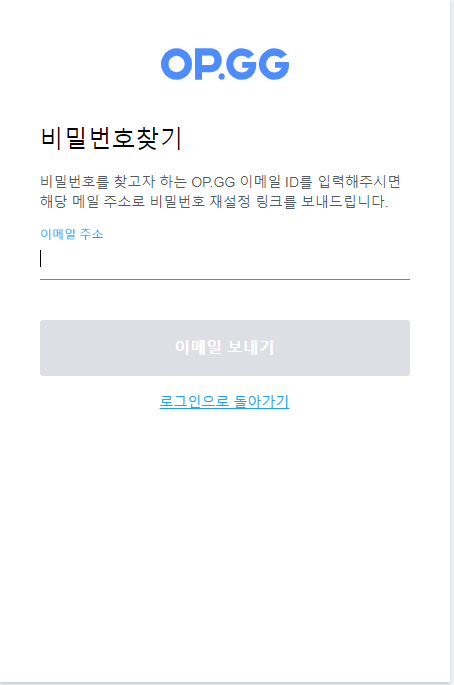 OP.GG
비밀번호찾기
비밀번호를 찾고자 하는 OP.GG 이메일 ID를 입력해주시면
해당 메일 주소로 비밀번호 재설정 링크를 보내드립니다.
이메일 주소
이메일 보내기
로그인으로 돌아가기